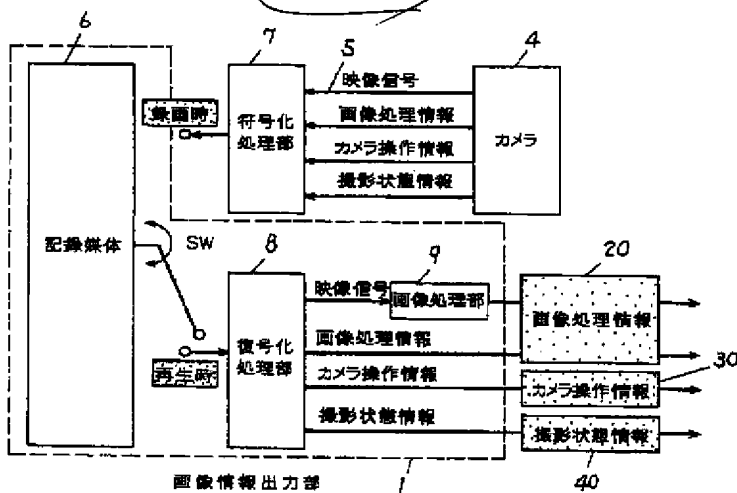 6
7
5
4
映像信号
画像処理情報
カメラ操作情報
撮影状態情報
符号化
処理部
カメラ
録画時
記録媒体
SW
8
9
20
映像信号
画像処理部
画像処理情報
画像処理情報
復号化
処理部
30
再生時
カメラ操作情報
カメラ操作情報
撮影状態情報
撮影状態情報
画像情報出力部
1
40